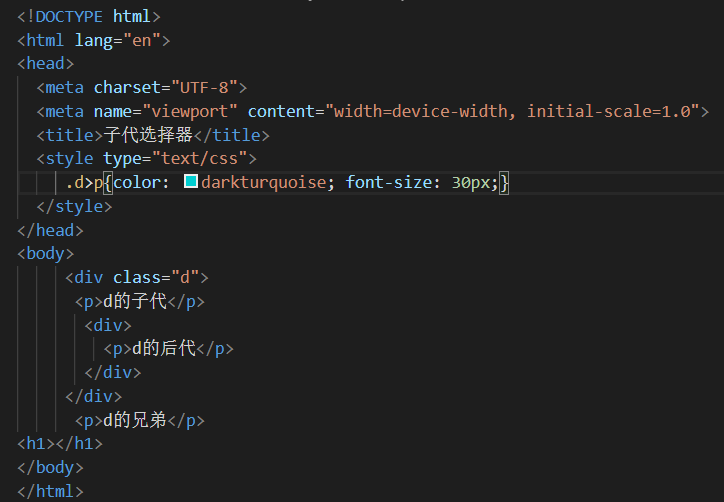 <!DOCTYPE html>
<html lang="en">
<head>
<meta charset="UTF-8">
<meta name="viewport" content="width=device-width, initial-scale=1.0">
<title>子代选择器</title>
<style type="text/css">
.d>p{color: darkturquoise; font-size: 30px;}
</style>
</head>
<body>
<div class="d">
<p>d的子代</p>
<div>
<p>d的后代</p>
</div>
</div>
<p>d的兄弟</p>
<h1></h1>
</body>
</html>